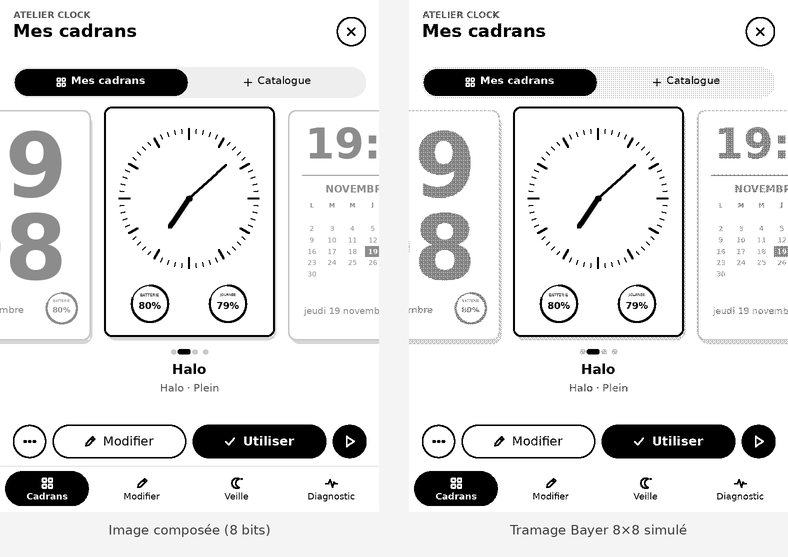 ATELIER CLOCK
Mes cadrans
Mes cadrans
Catalogue
9
8
mbre
BATTERIE
80%
BATTERIE
80%
JOURNÉE
79%
19:
NOVEMBR
L M M J
2 3 4 5
9 10 11 12
16 17 18 19
23 24 25 26
30
jeudi 19 novemb
Halo
Halo · Plein
Modifier
Utiliser
Cadrans
Modifier
Veille
Diagnostic
Image composée (8 bits)
ATELIER CLOCK
Mes cadrans
Mes cadrans
Catalogue
9
8
mbre
BATTERIE
80%
BATTERIE
80%
JOURNÉE
79%
19:
NOVEMBR
L M M J
2 3 4 5
9 10 11 12
16 17 18 19
23 24 25 26
30
jeudi 19 novemb
Halo
Halo · Plein
Modifier
Utiliser
Cadrans
Modifier
Veille
Diagnostic
Tramage Bayer 8×8 simulé